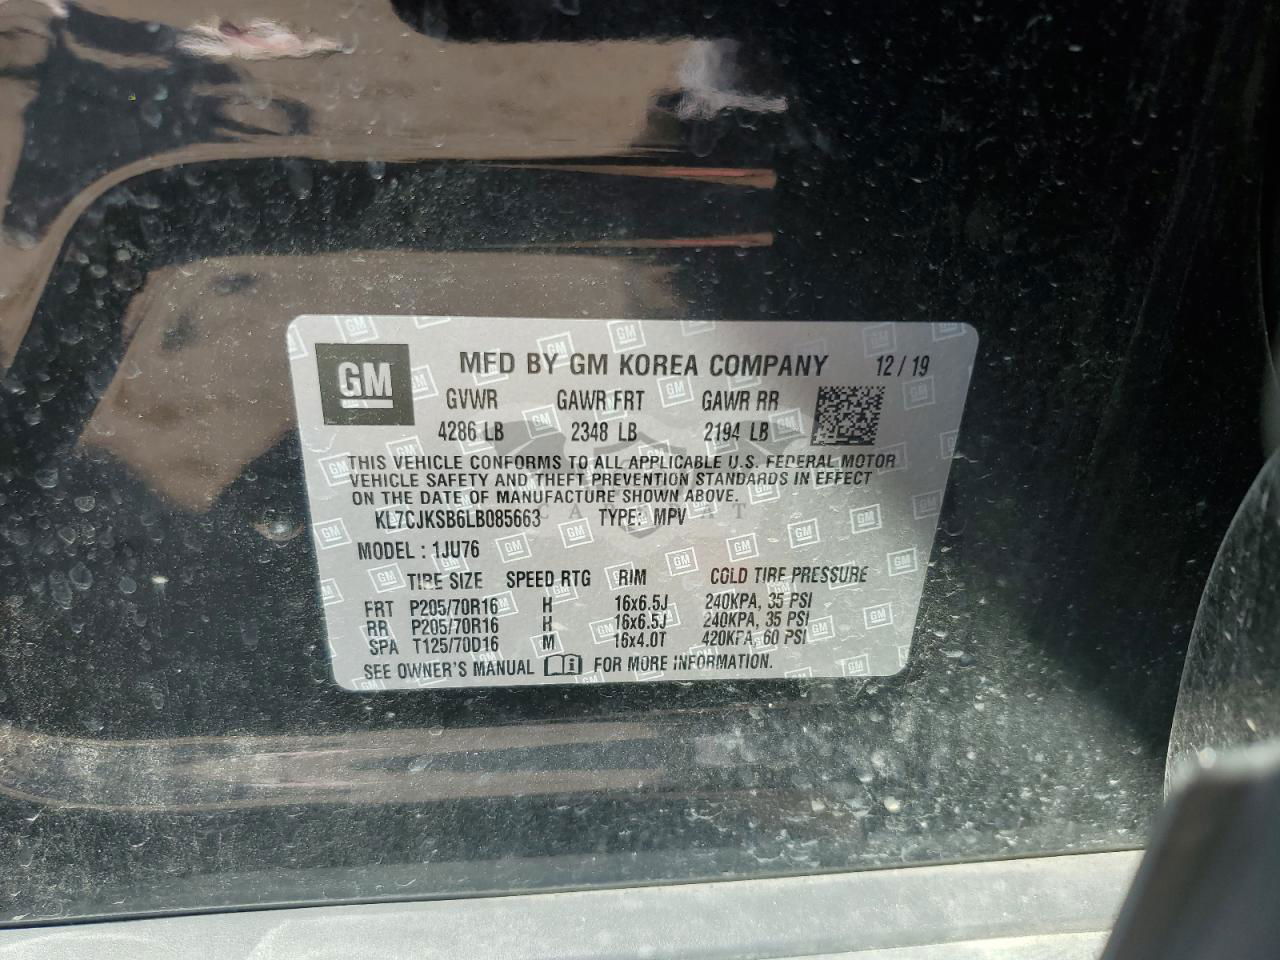 GM MFD BY GM KOREA COMPANY 12/19
GVWR GAWR FRT GAWR RR
4286 LB 2348 LB 2194 LB
THIS VEHICLE CONFORMS TO ALL APPLICABLE U.S. FEDERAL MOTOR
VEHICLE SAFETY AND THEFT PREVENTION STANDARDS IN EFFECT
ON THE DATE OF MANUFACTURE SHOWN ABOVE.
KL7CJKSB6LB085663 TYPE: MPV
MODEL : 1JU76
TIRE SIZE SPEED RTG RIM COLD TIRE PRESSURE
FRT P205/70R16 H 16x6.5J 240KPA, 35 PSI
RR P205/70R16 H 16x6.5J 240KPA, 35 PSI
SPA T125/70D16 M 16x4.0T 420KPA, 60 PSI
SEE OWNER'S MANUAL FOR MORE INFORMATION.